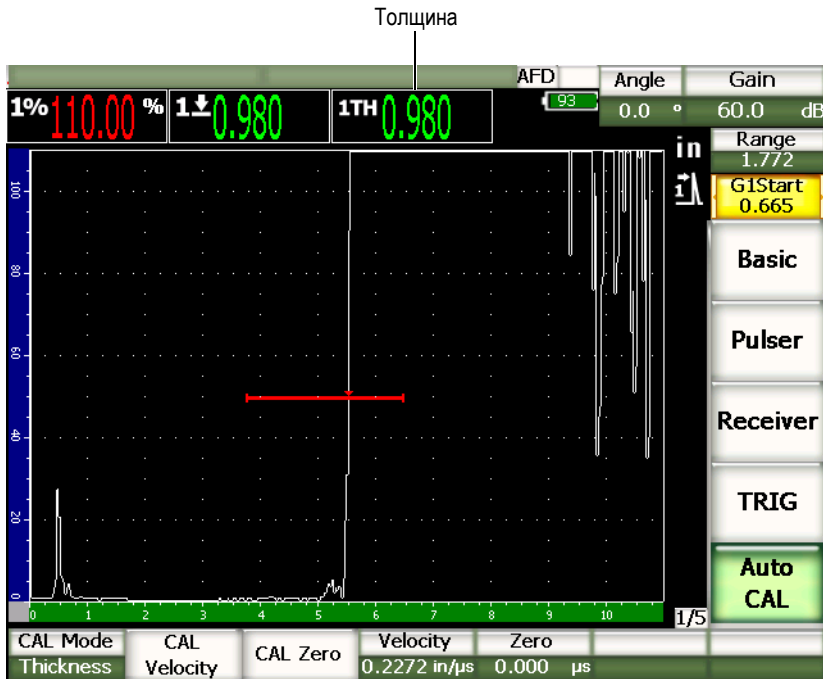 Толщина
AFD
Angle
Gain
1% 110.00 %
1 0.980
1TH 0.980
93
0.0 °
60.0 dB
in
Range
1.772
1
G1Start
0.665
Basic
Pulser
Receiver
TRIG
Auto
CAL
100
80
60
40
20
0
0 1 2 3 4 5 6 7 8 9 10
1/5
CAL Mode
Thickness
CAL
Velocity
CAL Zero
Velocity
0.2272 in/µs
Zero
0.000 µs